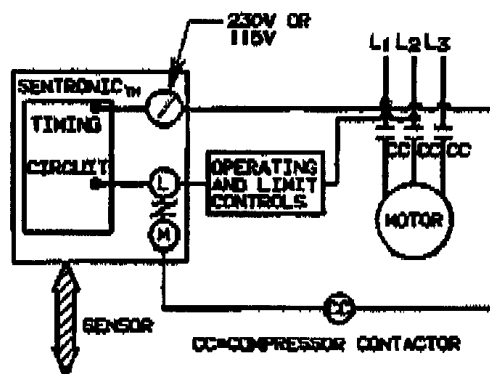 230V OR
115V
L1 L2 L3
SENTRONIC TM
TIMING
CIRCUIT
L
OPERATING
AND LIMIT
CONTROLS
CC CC CC
M
MOTOR
SENSOR
CC
CC=COMPRESSOR CONTACTOR